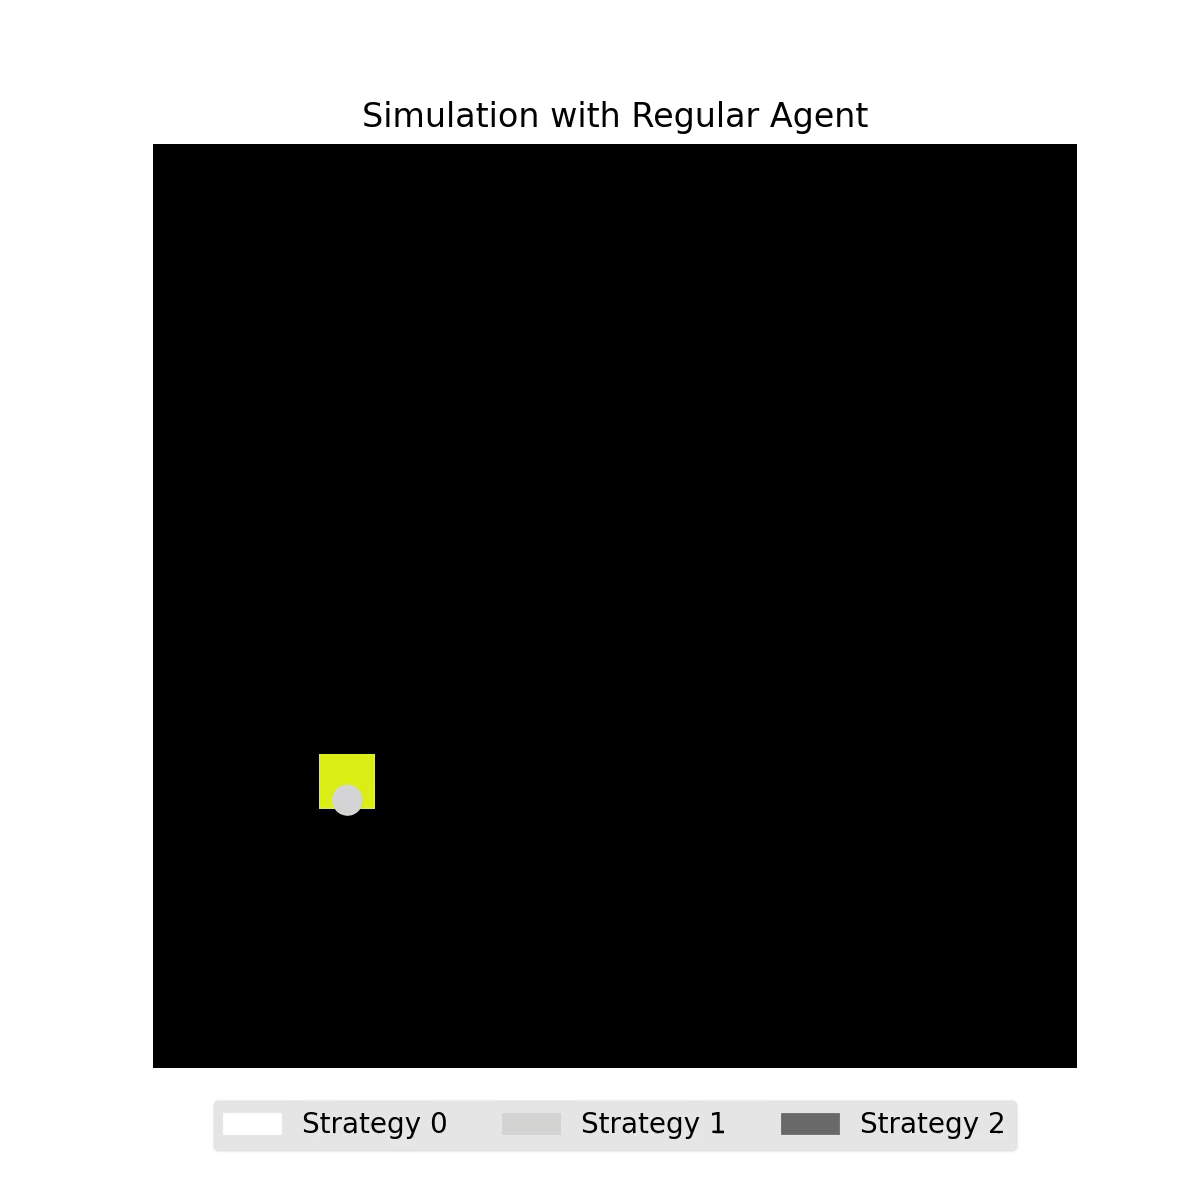 Simulation with Regular Agent
Strategy 0 Strategy 1 Strategy 2